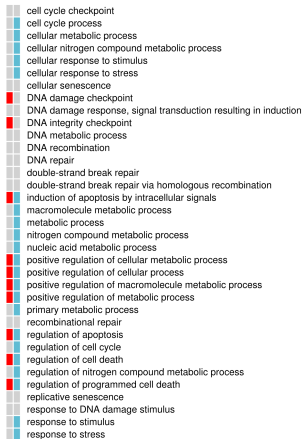 cell cycle checkpoint
cell cycle process
cellular metabolic process
cellular nitrogen compound metabolic process
cellular response to stimulus
cellular response to stress
cellular senescence
DNA damage checkpoint
DNA damage response, signal transduction resulting in induction
DNA integrity checkpoint
DNA metabolic process
DNA recombination
DNA repair
double-strand break repair
double-strand break repair via homologous recombination
induction of apoptosis by intracellular signals
macromolecule metabolic process
metabolic process
nitrogen compound metabolic process
nucleic acid metabolic process
positive regulation of cellular metabolic process
positive regulation of cellular process
positive regulation of macromolecule metabolic process
positive regulation of metabolic process
primary metabolic process
recombinational repair
regulation of apoptosis
regulation of cell cycle
regulation of cell death
regulation of nitrogen compound metabolic process
regulation of programmed cell death
replicative senescence
response to DNA damage stimulus
response to stimulus
response to stress